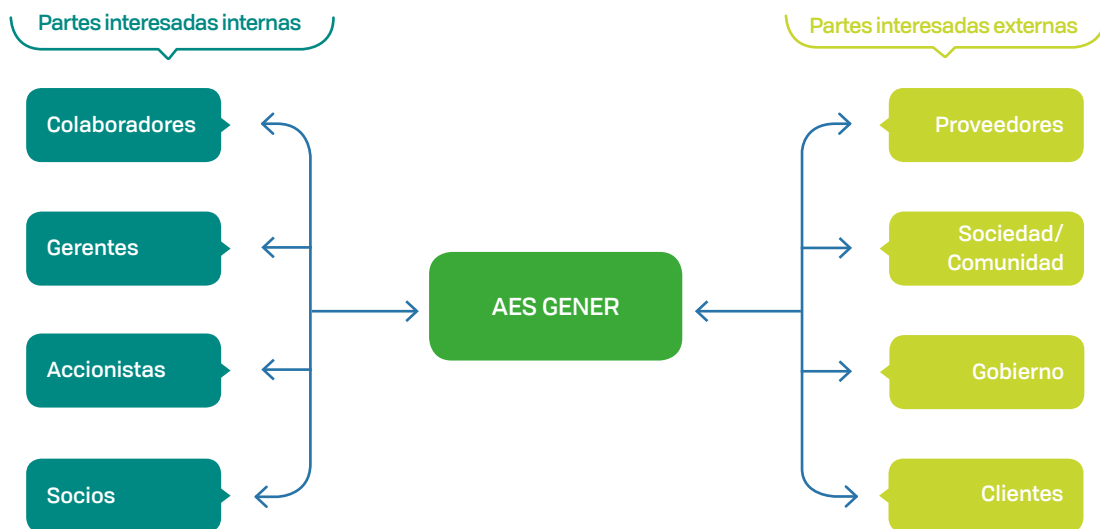 Partes interesadas internas
Partes interesadas externas
Colaboradores
Gerentes
Accionistas
Socios
AES GENER
Proveedores
Sociedad/
Comunidad
Gobierno
Clientes